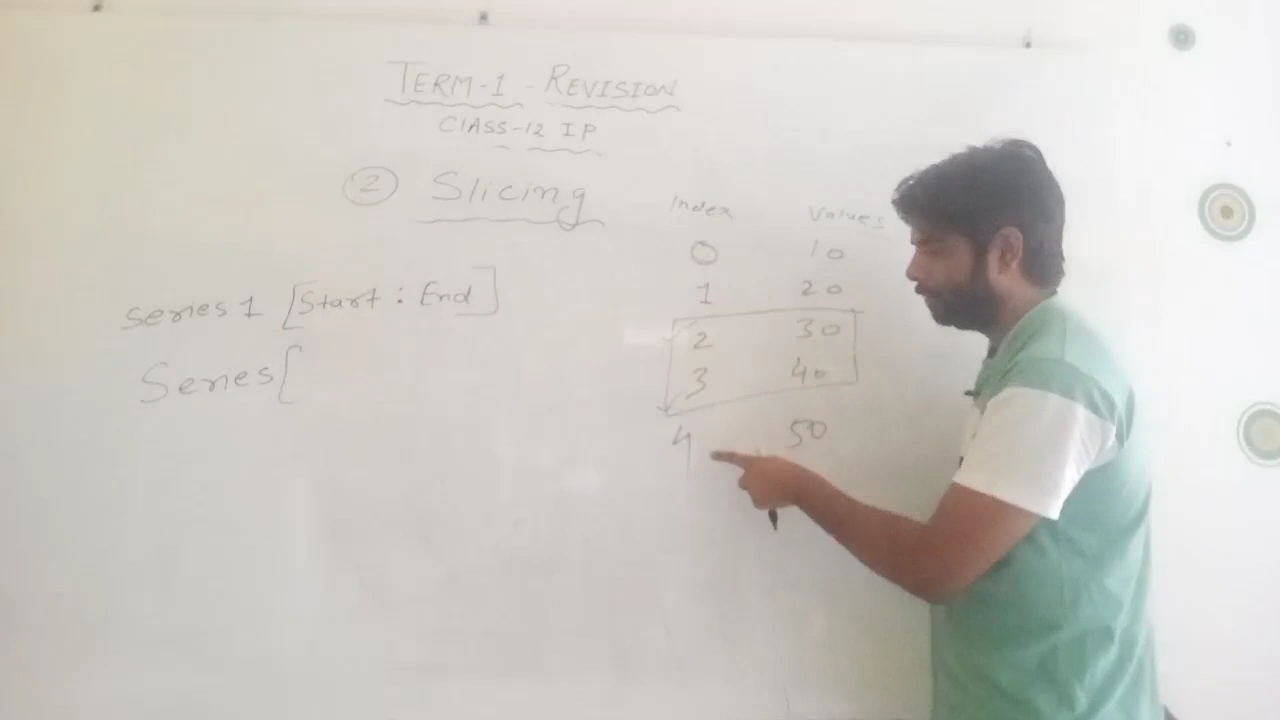 TERM-1 - REVISION
CLASS-12 IP
2 Slicing
Index Values
0 10
1 20
2 30
3 40
4 50
series1 [Start : End]
Series[